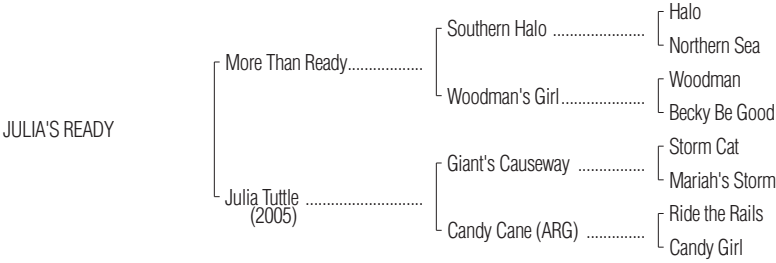 Halo
Southern Halo ......................
Northern Sea
More Than Ready..................
Woodman
Woodman's Girl....................
Becky Be Good
JULIA'S READY
Storm Cat
Giant's Causeway ................
Mariah's Storm
Julia Tuttle ............................
(2005)
Ride the Rails
Candy Cane (ARG) ..............
Candy Girl